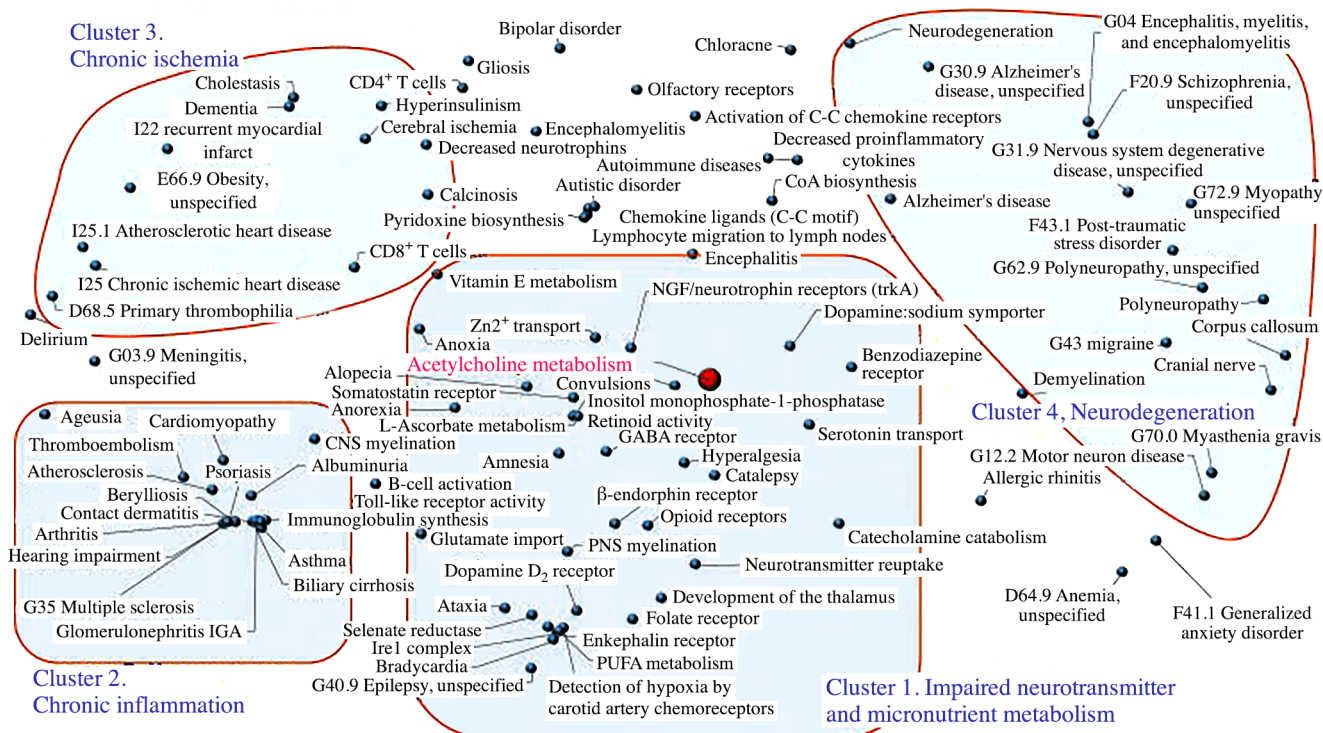 Cluster 3.
Chronic ischemia
Cholestasis
Dementia
I22 recurrent myocardial
infarct
E66.9 Obesity,
unspecified
I25.1 Atherosclerotic heart disease
I25 Chronic ischemic heart disease
D68.5 Primary thrombophilia
Delirium
G03.9 Meningitis,
unspecified
CD4+ T cells
Hyperinsulinism
Cerebral ischemia
Decreased neurotrophins
Calcinosis
CD8+ T cells
Bipolar disorder
Gliosis
Chloracne
Olfactory receptors
Activation of C-C chemokine receptors
Encephalomyelitis
Decreased proinflammatory
cytokines
Autoimmune diseases
Autistic disorder
CoA biosynthesis
Pyridoxine biosynthesis
Chemokine ligands (C-C motif)
Lymphocyte migration to lymph nodes
Alzheimer's disease
Encephalitis
Neurodegeneration
G04 Encephalitis, myelitis,
and encephalomyelitis
G30.9 Alzheimer's
disease, unspecified
F20.9 Schizophrenia,
unspecified
G31.9 Nervous system degenerative
disease, unspecified
G72.9 Myopathy
unspecified
F43.1 Post-traumatic
stress disorder
G62.9 Polyneuropathy, unspecified
Polyneuropathy
Corpus callosum
G43 migraine
Cranial nerve
Demyelination
Cluster 4, Neurodegeneration
G70.0 Myasthenia gravis
G12.2 Motor neuron disease
Allergic rhinitis
D64.9 Anemia,
unspecified
F41.1 Generalized
anxiety disorder
Vitamin E metabolism
NGF/neurotrophin receptors (trkA)
Zn2+ transport
Dopamine:sodium symporter
Anoxia
Acetylcholine metabolism
Benzodiazepine
receptor
Alopecia
Convulsions
Somatostatin receptor
Inositol monophosphate-1-phosphatase
Anorexia
L-Ascorbate metabolism
Retinoid activity
Serotonin transport
GABA receptor
Amnesia
Hyperalgesia
Catalepsy
B-cell activation
Toll-like receptor activity
β-endorphin receptor
Opioid receptors
Glutamate import
Catecholamine catabolism
PNS myelination
Neurotransmitter reuptake
Dopamine D2 receptor
Development of the thalamus
Ataxia
Folate receptor
Selenate reductase
Enkephalin receptor
Ire1 complex
PUFA metabolism
Bradycardia
G40.9 Epilepsy, unspecified
Detection of hypoxia by
carotid artery chemoreceptors
Cluster 1. Impaired neurotransmitter
and micronutrient metabolism
Ageusia
Cardiomyopathy
Thromboembolism
CNS myelination
Atherosclerosis
Psoriasis
Albuminuria
Berylliosis
Contact dermatitis
Immunoglobulin synthesis
Arthritis
Hearing impairment
Asthma
Biliary cirrhosis
G35 Multiple sclerosis
Glomerulonephritis IGA
Cluster 2.
Chronic inflammation